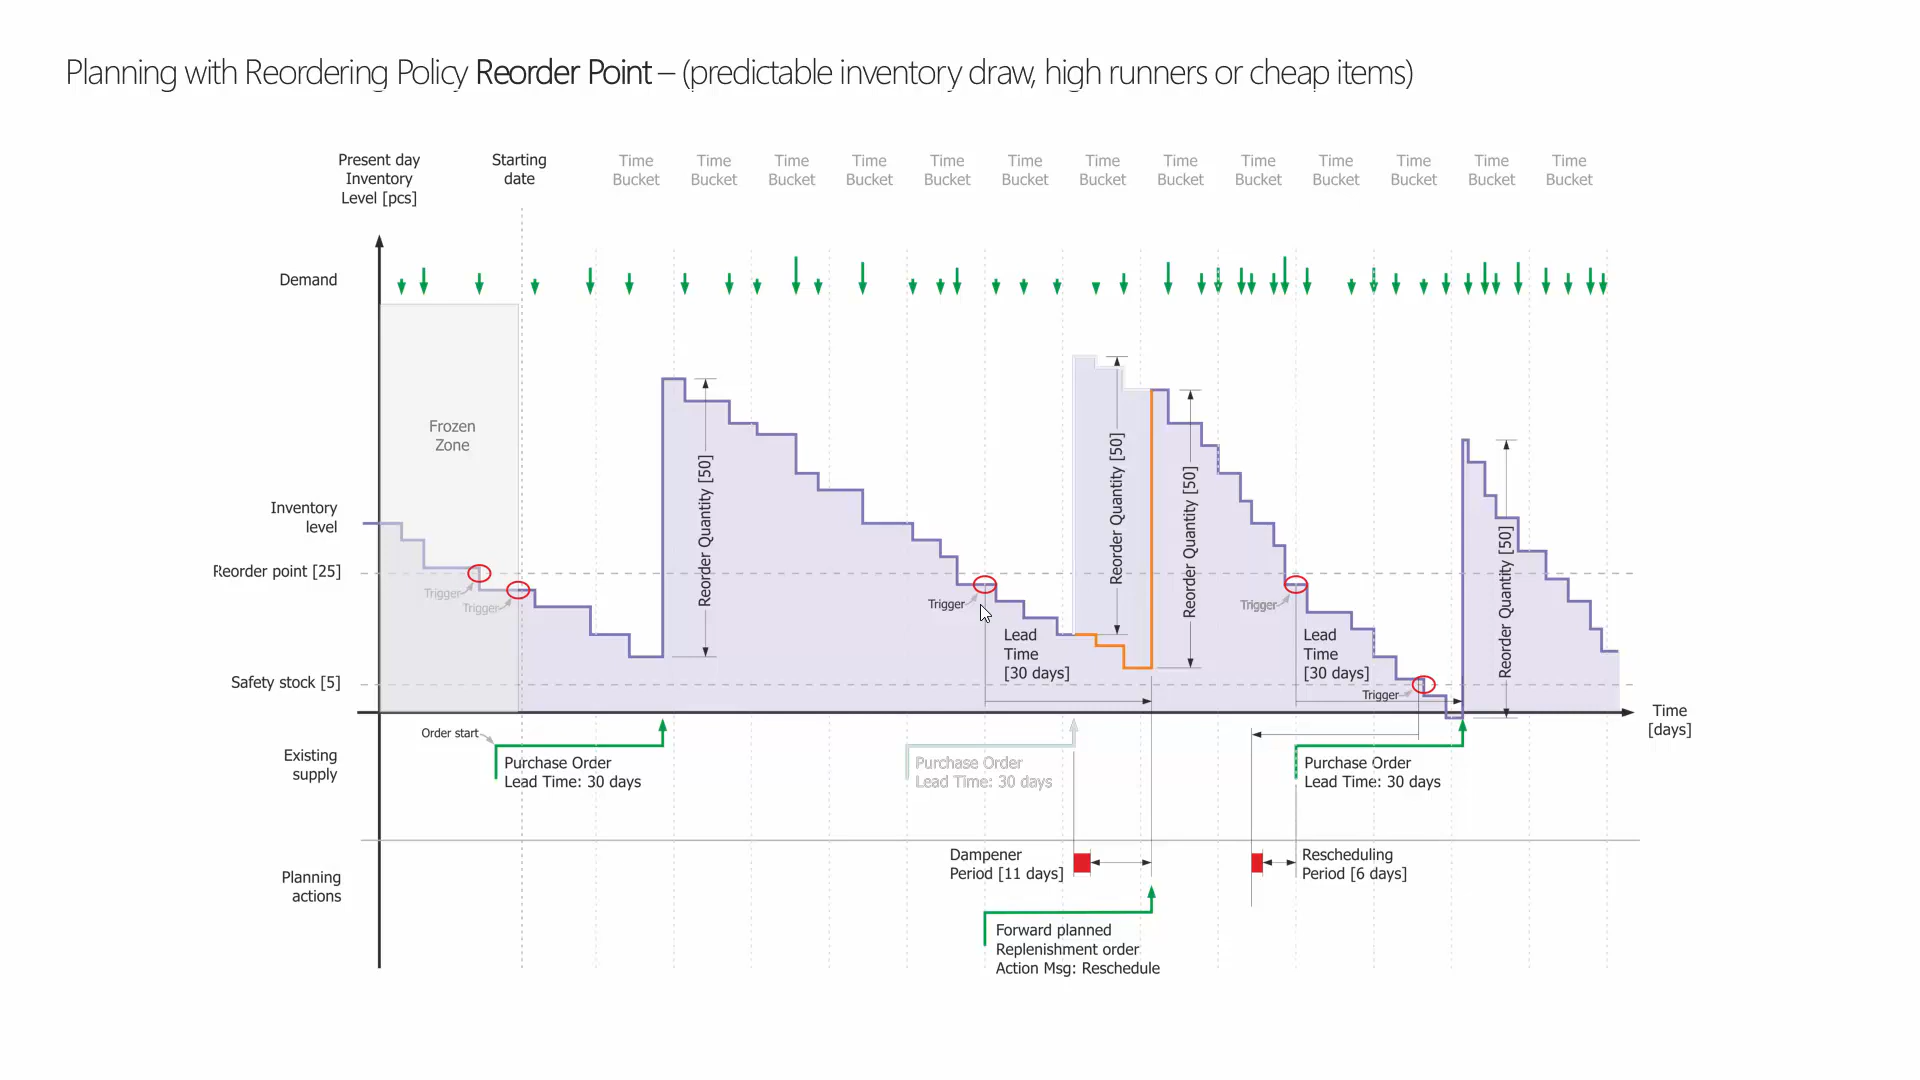 Planning with Reordering Policy Reorder Point – (predictable inventory draw, high runners or cheap items)
Present day
Inventory
Level [pcs]
Starting
date
Time
Bucket
Time
Bucket
Time
Bucket
Time
Bucket
Time
Bucket
Time
Bucket
Time
Bucket
Time
Bucket
Time
Bucket
Time
Bucket
Time
Bucket
Time
Bucket
Time
Bucket
Demand
Frozen
Zone
Inventory
level
Reorder point [25]
Trigger
Trigger
Reorder Quantity [50]
Trigger
Lead
Time
[30 days]
Reorder Quantity [50]
Reorder Quantity [50]
Trigger
Lead
Time
[30 days]
Trigger
Reorder Quantity [50]
Safety stock [5]
Time
[days]
Order start
Existing
supply
Purchase Order
Lead Time: 30 days
Purchase Order
Lead Time: 30 days
Purchase Order
Lead Time: 30 days
Planning
actions
Dampener
Period [11 days]
Rescheduling
Period [6 days]
Forward planned
Replenishment order
Action Msg: Reschedule